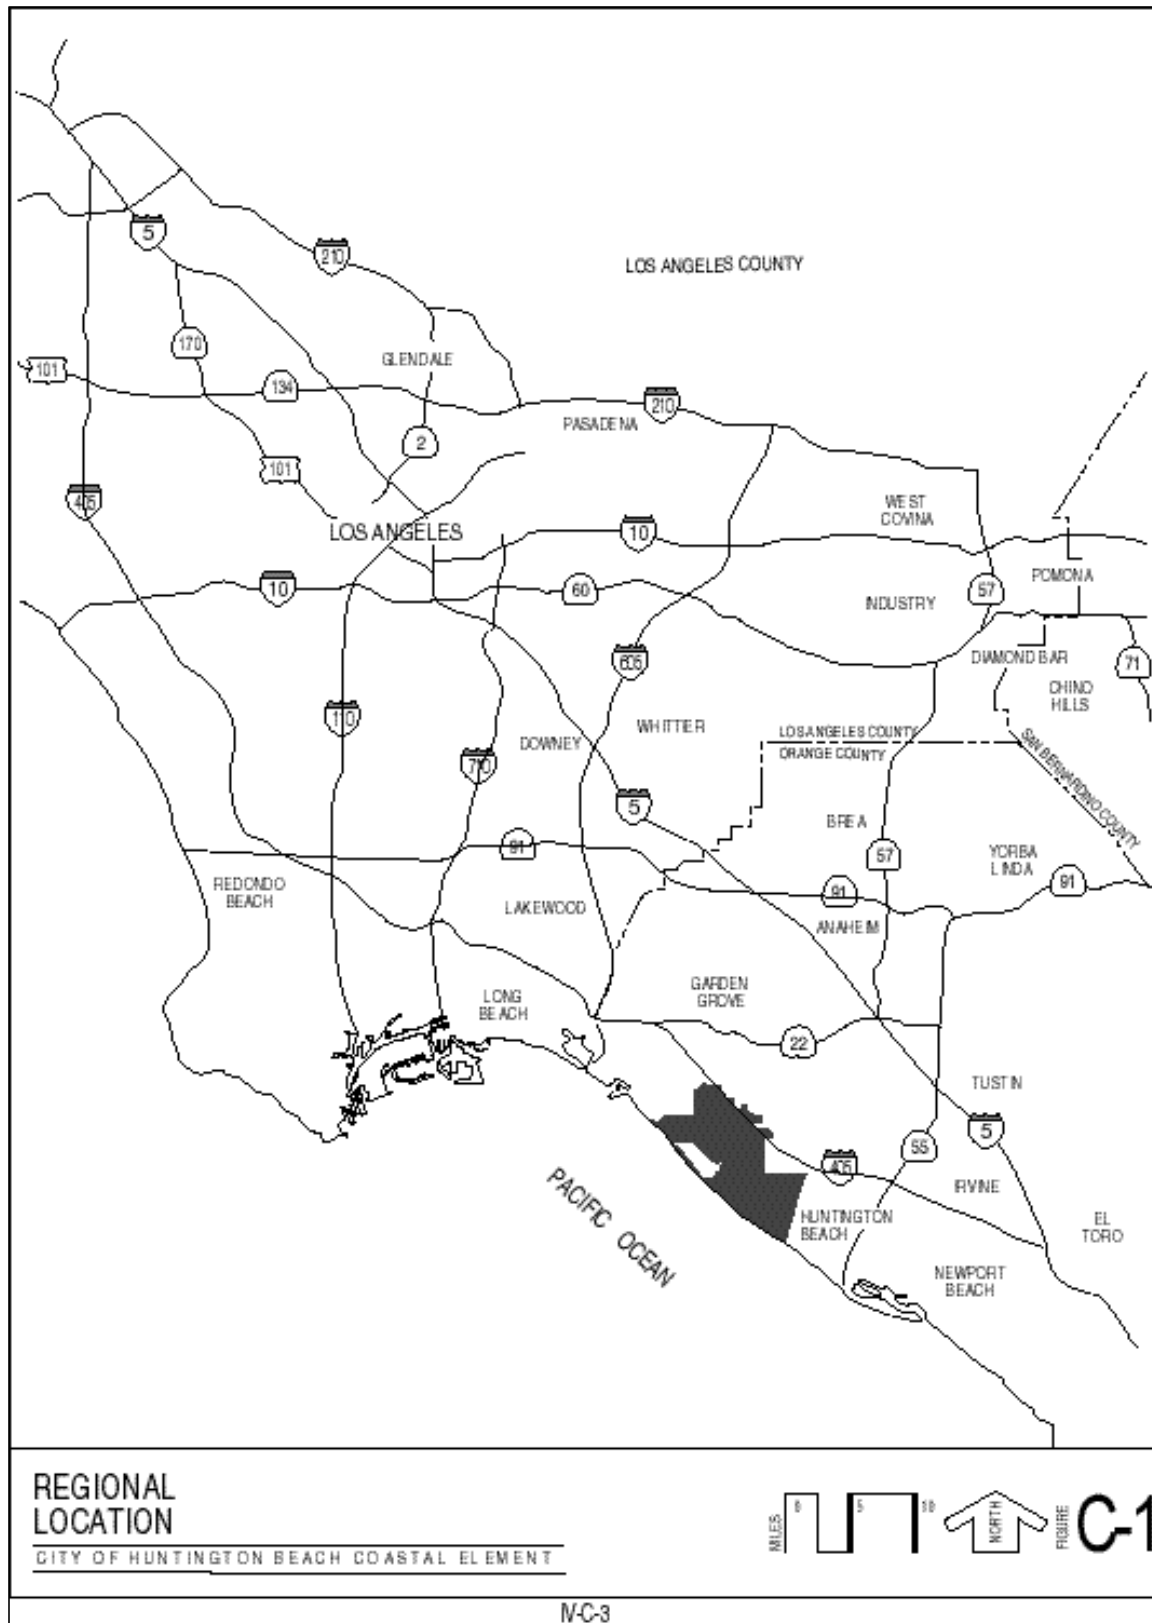 5
210
LOS ANGELES COUNTY
170
GLENDALE
101
134
210
PASADENA
2
101
405
WEST
COVINA
LOS ANGELES
10
10
60
57
POMONA
INDUSTRY
605
DIAMOND BAR
71
CHINO
HILLS
110
WHITTIER
DOWNEY
LOS ANGELES COUNTY
ORANGE COUNTY
SAN BERNARDINO COUNTY
710
5
BREA
91
57
YORBA
LINDA
REDONDO
BEACH
91
91
LAKEWOOD
ANAHEIM
GARDEN
GROVE
LONG
BEACH
22
TUSTIN
5
55
405
PACIFIC OCEAN
IRVINE
HUNTINGTON
BEACH
EL
TORO
NEWPORT
BEACH
REGIONAL
LOCATION
CITY OF HUNTINGTON BEACH COASTAL ELEMENT
MILES
0 5 10
NORTH
FIGURE
C-1
IV-C-3